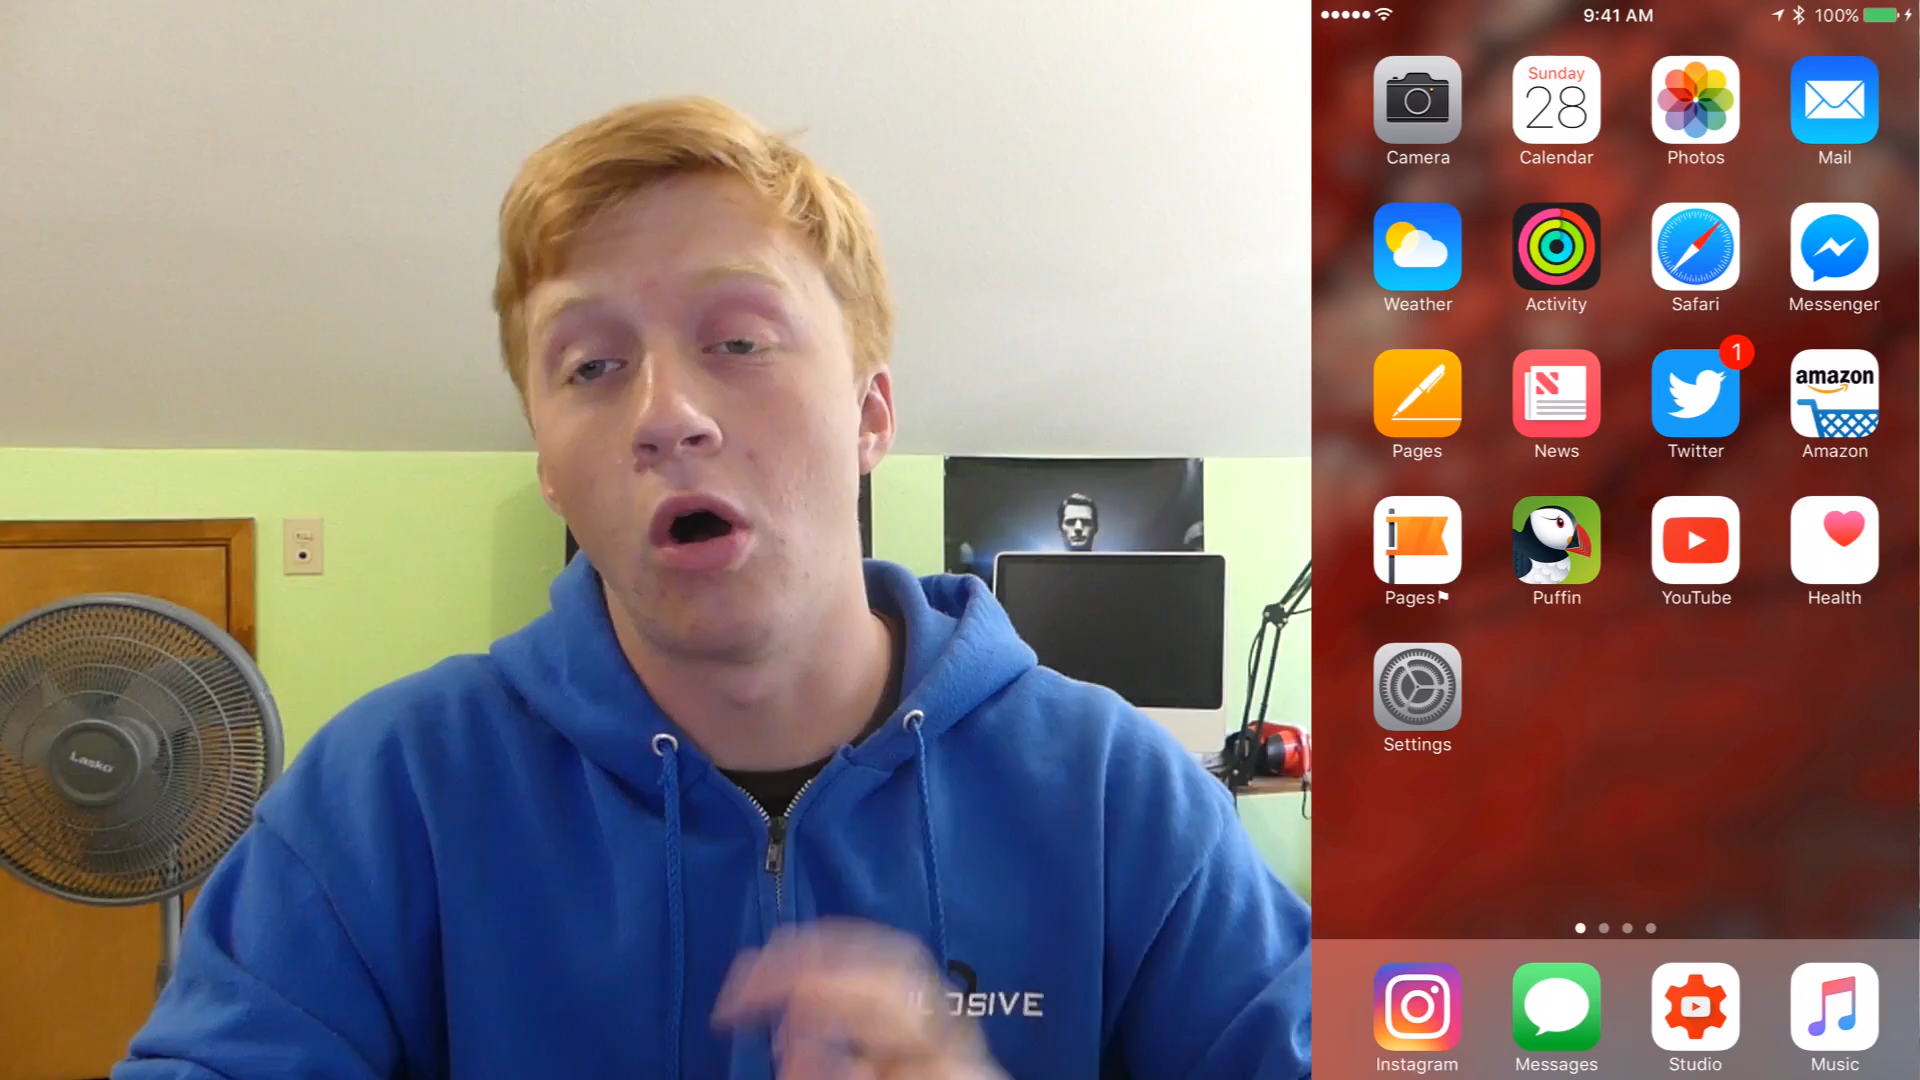 9:41 AM
100%
Sunday
28
Camera
Calendar
Photos
Mail
Weather
Activity
Safari
Messenger
1
amazon
Pages
News
Twitter
Amazon
Pages
Puffin
YouTube
Health
Settings
Instagram
Messages
Studio
Music
Lasko